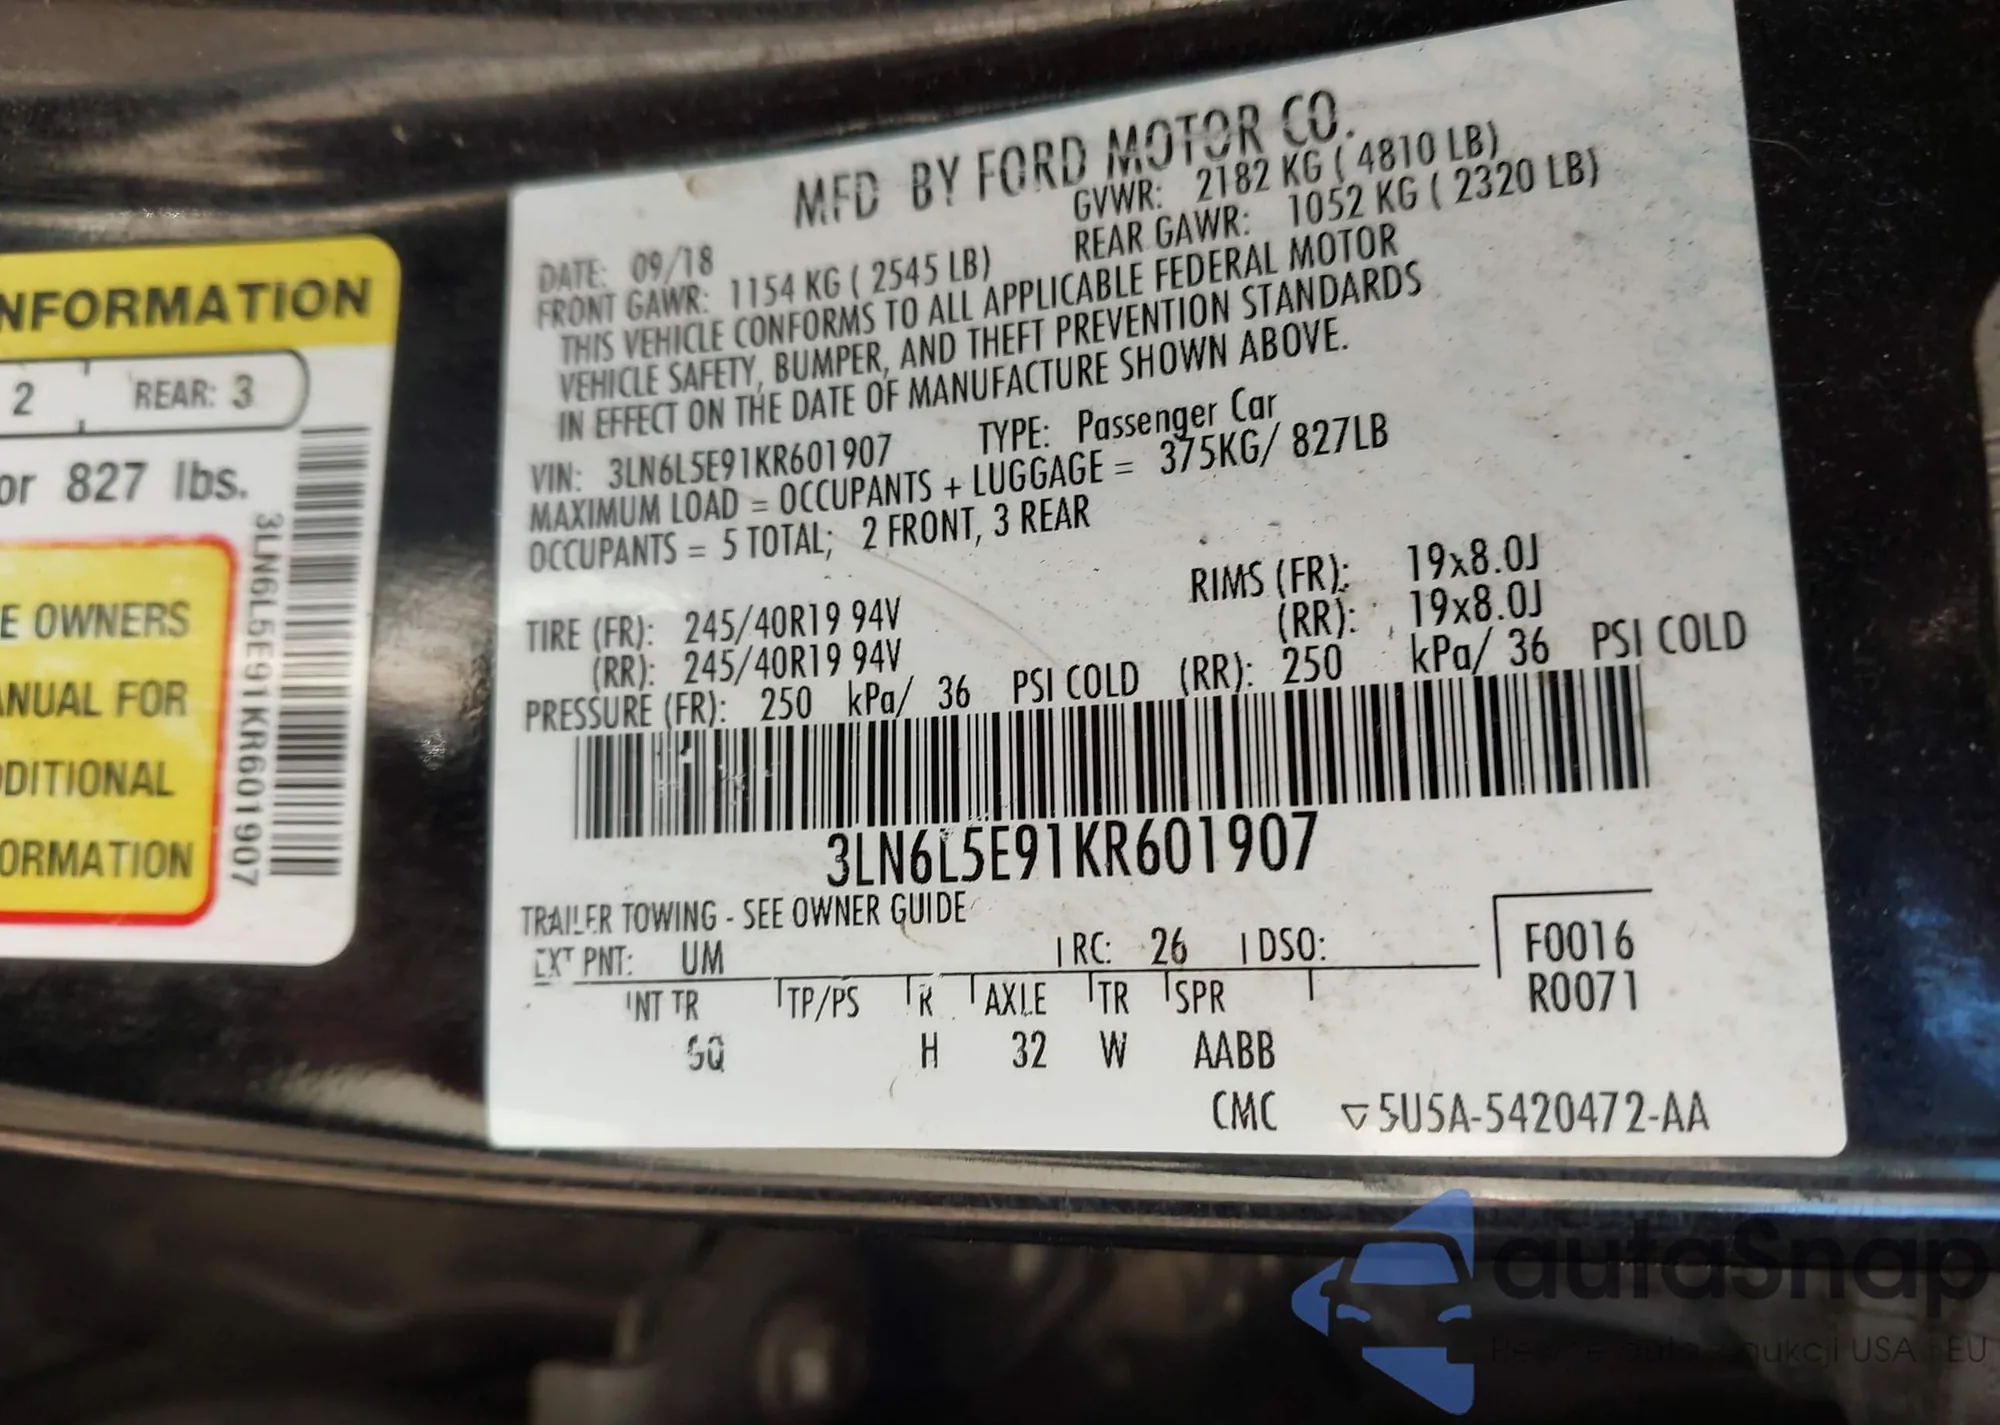 NFORMATION
2 REAR: 3
or 827 lbs.
E OWNERS
ANUAL FOR
DDITIONAL
ORMATION
3LN6L5E91KR601907
MFD BY FORD MOTOR CO.
DATE: 09/18 GVWR: 2182 KG ( 4810 LB)
FRONT GAWR: 1154 KG ( 2545 LB) REAR GAWR: 1052 KG ( 2320 LB)
THIS VEHICLE CONFORMS TO ALL APPLICABLE FEDERAL MOTOR
VEHICLE SAFETY, BUMPER, AND THEFT PREVENTION STANDARDS
IN EFFECT ON THE DATE OF MANUFACTURE SHOWN ABOVE.
VIN: 3LN6L5E91KR601907 TYPE: Passenger Car
MAXIMUM LOAD = OCCUPANTS + LUGGAGE = 375KG/ 827LB
OCCUPANTS = 5 TOTAL; 2 FRONT, 3 REAR
TIRE (FR): 245/40R19 94V RIMS (FR): 19x8.0J
(RR): 245/40R19 94V (RR): 19x8.0J
PRESSURE (FR): 250 kPa/ 36 PSI COLD (RR): 250 kPa/ 36 PSI COLD
3LN6L5E91KR601907
TRAILER TOWING - SEE OWNER GUIDE
EXT PNT: UM RC: 26 DSO: F0016
INT TR TP/PS R AXLE TR SPR R0071
GQ H 32 W AABB
CMC 5U5A-5420472-AA
autaSnap
USA EU